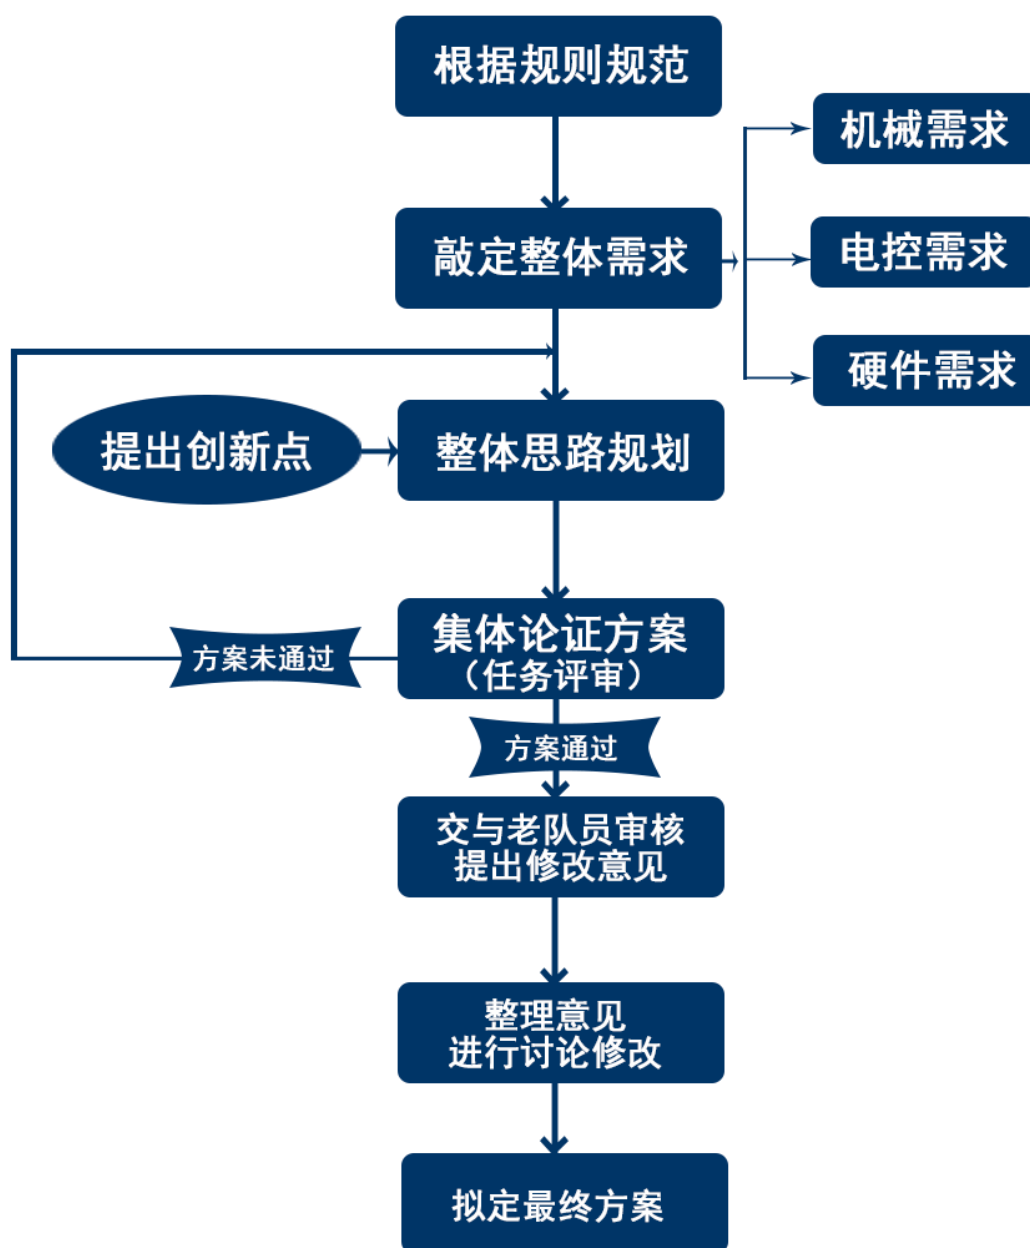 根据规则规范
机械需求
敲定整体需求
电控需求
硬件需求
提出创新点
整体思路规划
集体论证方案
（任务评审）
方案未通过
方案通过
交与老队员审核
提出修改意见
整理意见
进行讨论修改
拟定最终方案